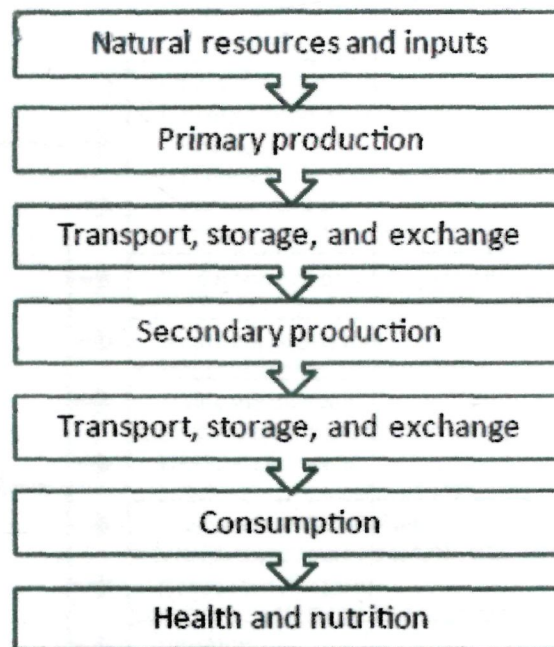 Natural resources and inputs
Primary production
Transport, storage, and exchange
Secondary production
Transport, storage, and exchange
Consumption
Health and nutrition